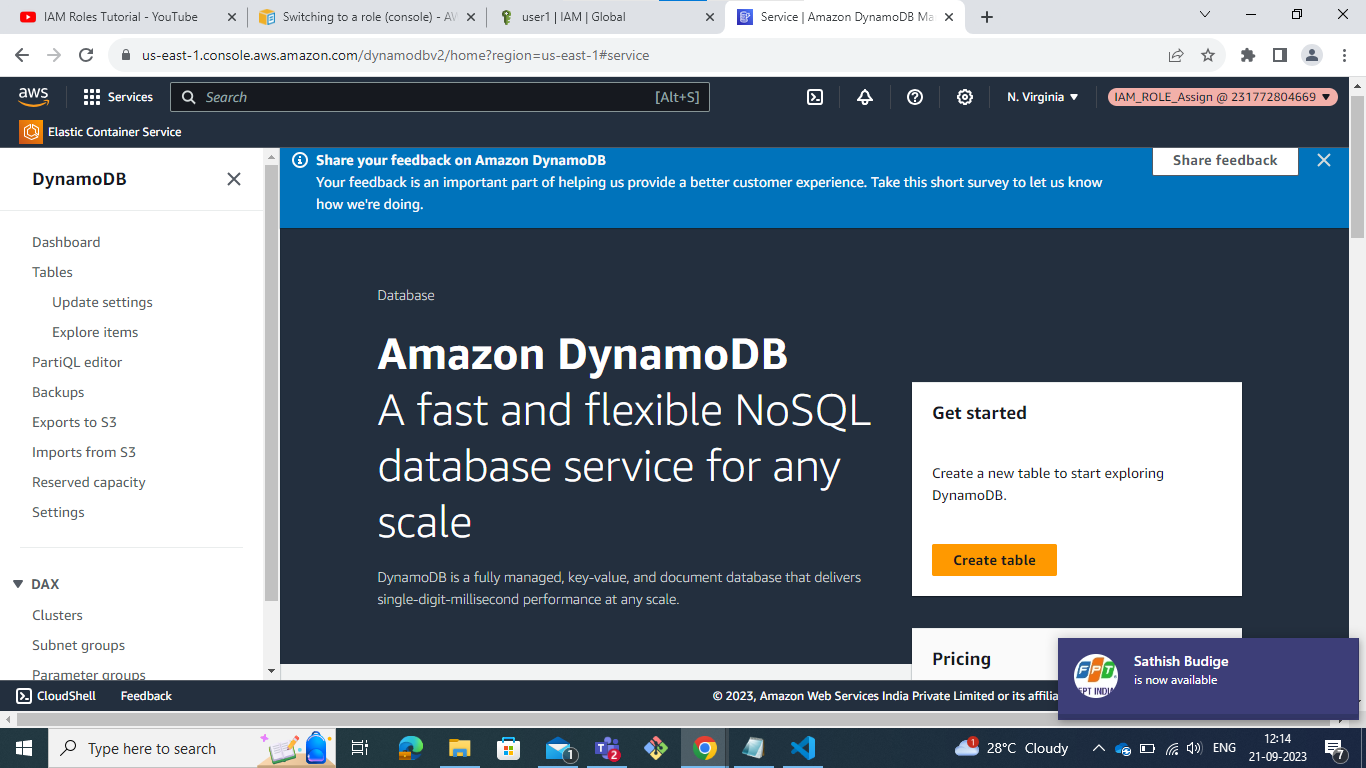 IAM Roles Tutorial - YouTube
Switching to a role (console) - AV
user1 | IAM | Global
Service | Amazon DynamoDB Ma
us-east-1.console.aws.amazon.com/dynamodbv2/home?region=us-east-1#service
aws
Services
Search
[Alt+S]
N. Virginia
IAM_ROLE_Assign @ 231772804669
Elastic Container Service
DynamoDB
Dashboard
Tables
Update settings
Explore items
PartiQL editor
Backups
Exports to S3
Imports from S3
Reserved capacity
Settings
DAX
Clusters
Subnet groups
Parameter groups
Share your feedback on Amazon DynamoDB
Your feedback is an important part of helping us provide a better customer experience. Take this short survey to let us know
how we're doing.
Share feedback
Database
Amazon DynamoDB
A fast and flexible NoSQL
database service for any
scale
DynamoDB is a fully managed, key-value, and document database that delivers
single-digit-millisecond performance at any scale.
Get started
Create a new table to start exploring
DynamoDB.
Create table
Pricing
FPT
FPT INDIA
Sathish Budige
is now available
CloudShell
Feedback
© 2023, Amazon Web Services India Private Limited or its affilia
Type here to search
1
2
1
28°C Cloudy
ENG
12:14
21-09-2023
7